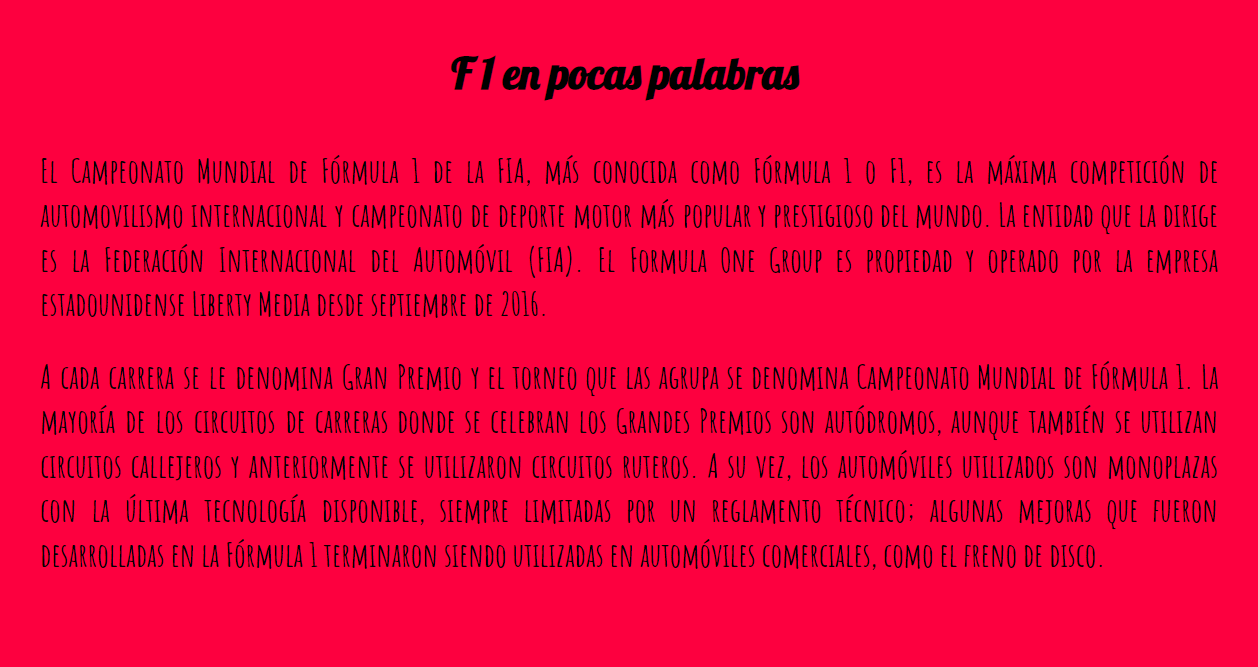 F1 en pocas palabras
El Campeonato Mundial de Fórmula 1 de la FIA, más conocida como Fórmula 1 o F1, es la máxima competición de
automovilismo internacional y campeonato de deporte motor más popular y prestigioso del mundo. La entidad que la dirige
es la Federación Internacional del Automóvil (FIA). El Formula One Group es propiedad y operado por la empresa
estadounidense Liberty Media desde septiembre de 2016.
A cada carrera se le denomina Gran Premio y el torneo que las agrupa se denomina Campeonato Mundial de Fórmula 1. La
mayoría de los circuitos de carreras donde se celebran los Grandes Premios son autódromos, aunque también se utilizan
circuitos callejeros y anteriormente se utilizaron circuitos ruteros. A su vez, los automóviles utilizados son monoplazas
con la última tecnología disponible, siempre limitadas por un reglamento técnico; algunas mejoras que fueron
desarrolladas en la Fórmula 1 terminaron siendo utilizadas en automóviles comerciales, como el freno de disco.